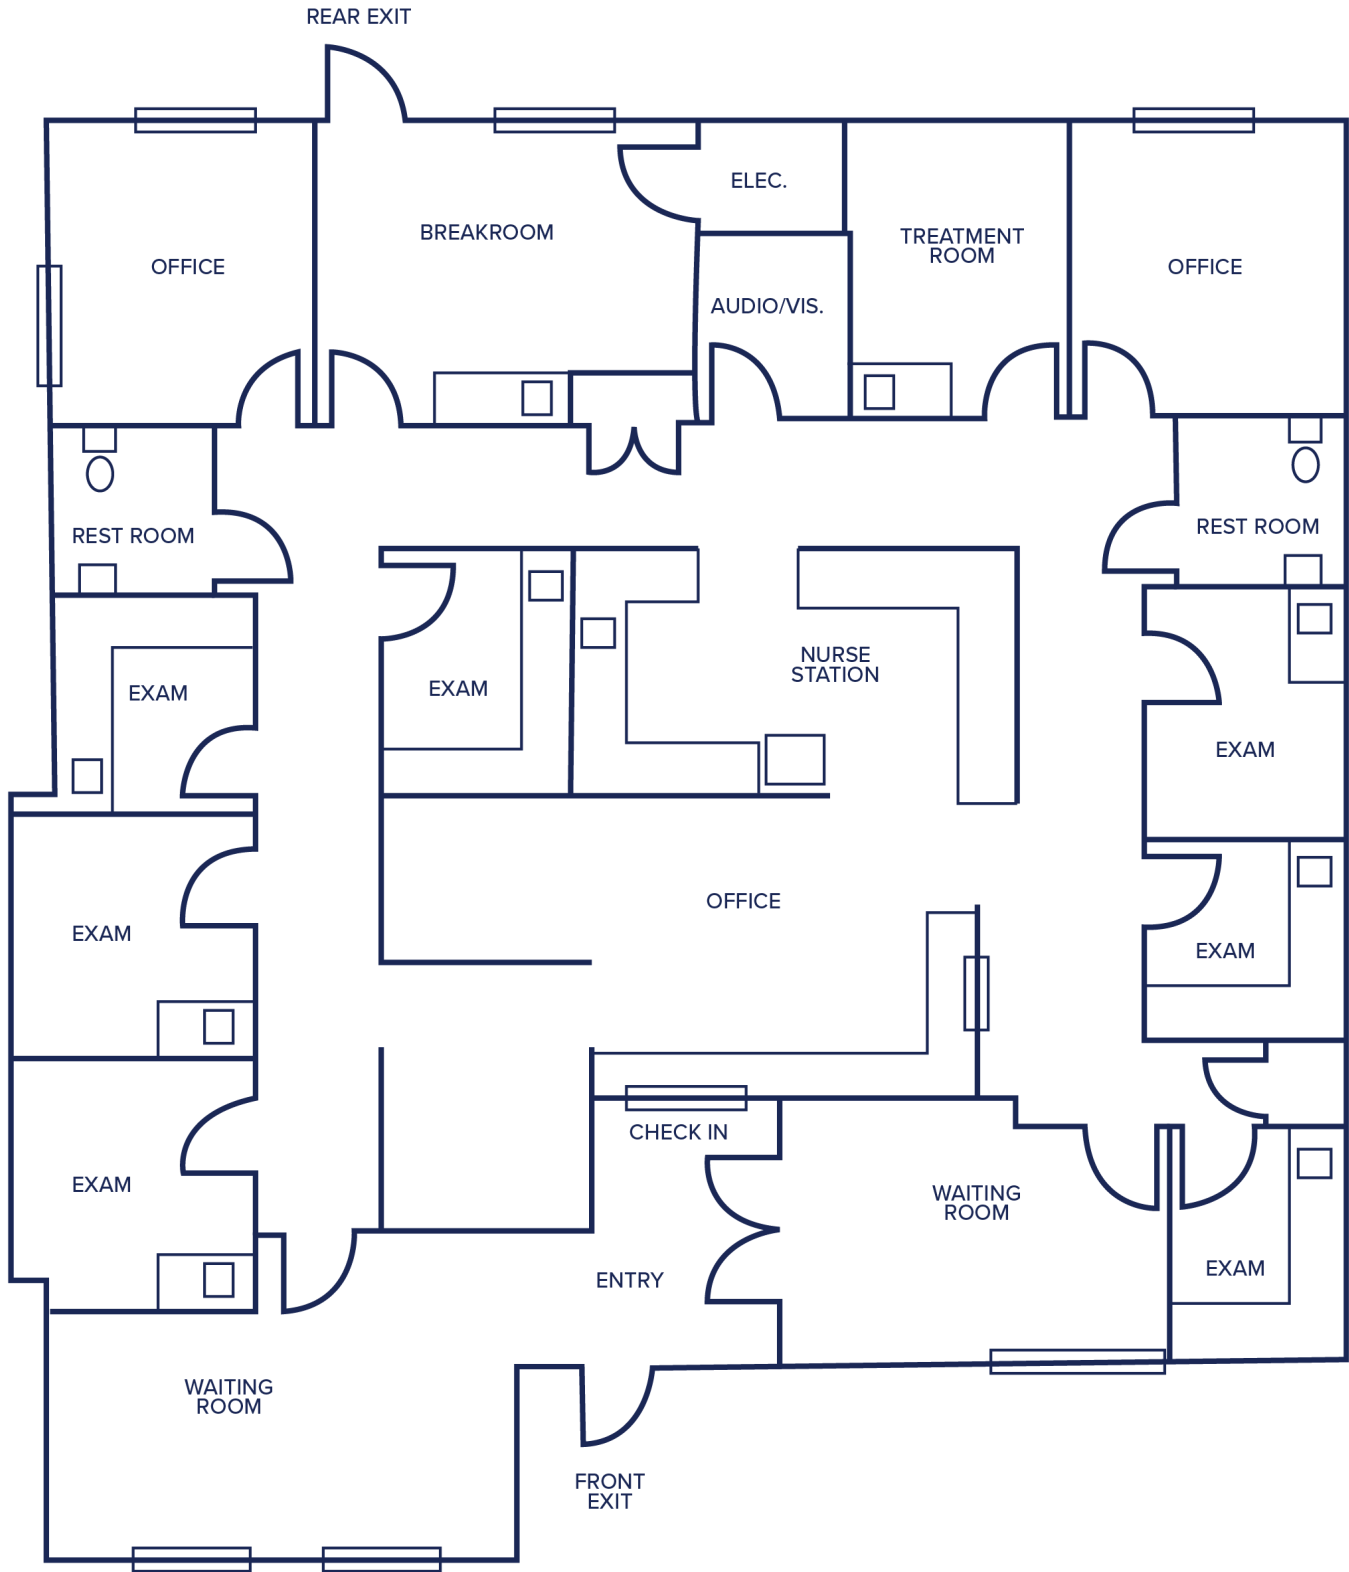 REAR EXIT
ELEC.
BREAKROOM
TREATMENT
ROOM
OFFICE
OFFICE
AUDIO/VIS.
REST ROOM
REST ROOM
NURSE
STATION
EXAM
EXAM
EXAM
OFFICE
EXAM
EXAM
CHECK IN
EXAM
WAITING
ROOM
EXAM
ENTRY
WAITING
ROOM
FRONT
EXIT